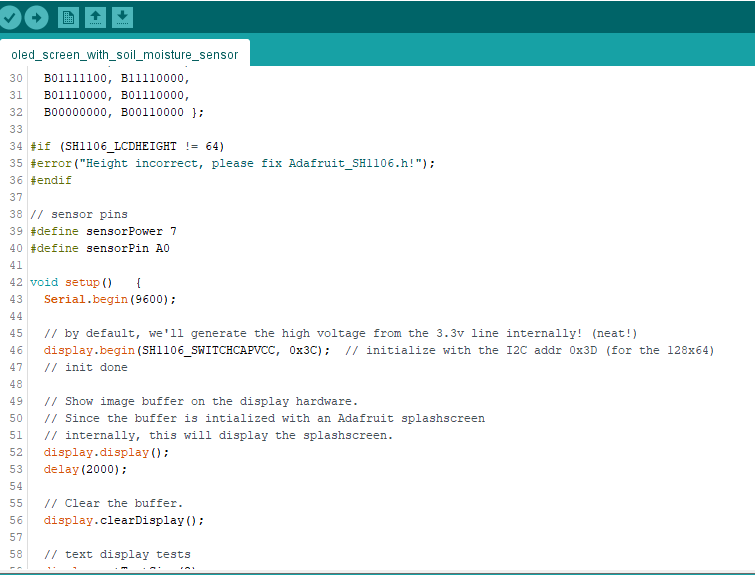 oled_screen_with_soil_moisture_sensor
30 B01111100, B11110000,
31 B01110000, B01110000,
32 B00000000, B00110000 };
33
34 #if (SH1106_LCDHEIGHT != 64)
35 #error("Height incorrect, please fix Adafruit_SH1106.h!");
36 #endif
37
38 // sensor pins
39 #define sensorPower 7
40 #define sensorPin A0
41
42 void setup()   {
43   Serial.begin(9600);
44
45   // by default, we'll generate the high voltage from the 3.3v line internally! (neat!)
46   display.begin(SH1106_SWITCHCAPVCC, 0x3C);  // initialize with the I2C addr 0x3D (for the 128x64)
47   // init done
48
49   // Show image buffer on the display hardware.
50   // Since the buffer is intialized with an Adafruit splashscreen
51   // internally, this will display the splashscreen.
52   display.display();
53   delay(2000);
54
55   // Clear the buffer.
56   display.clearDisplay();
57
58   // text display tests